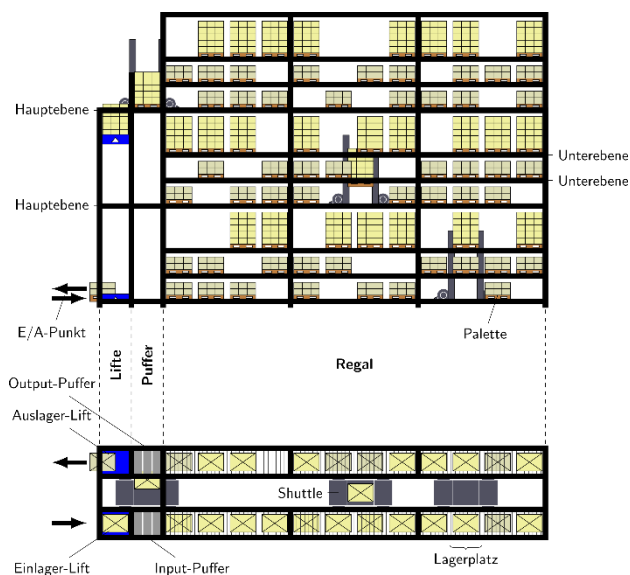 Hauptebene
Unterebene
Unterebene
Hauptebene
E/A-Punkt
Palette
Lifte
Puffer
Regal
Output-Puffer
Auslager-Lift
Shuttle
Einlager-Lift
Input-Puffer
Lagerplatz